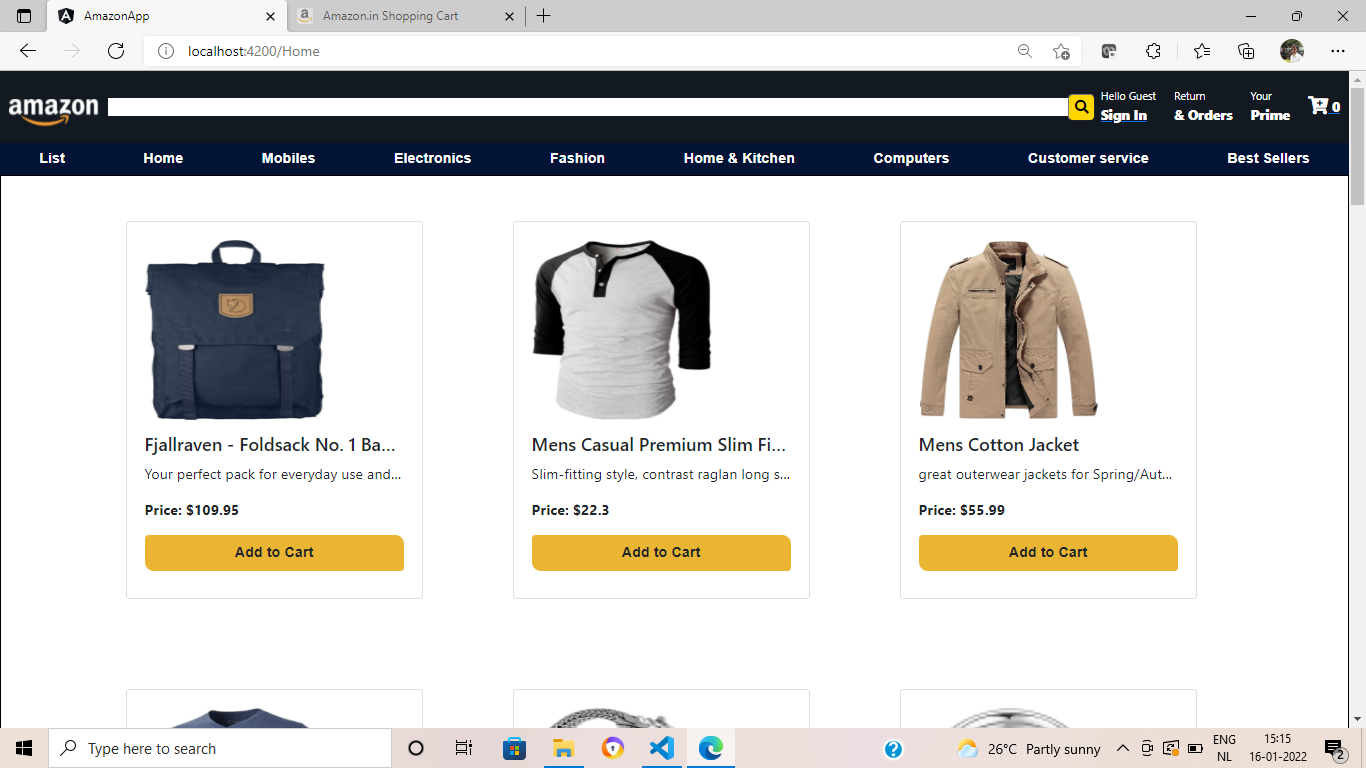 AmazonApp
Amazon.in Shopping Cart
localhost:4200/Home
amazon
Hello Guest
Sign In
Return
& Orders
Your
Prime
0
List Home Mobiles Electronics Fashion Home & Kitchen Computers Customer service Best Sellers
Fjallraven - Foldsack No. 1 Ba...
Your perfect pack for everyday use and...
Price: $109.95
Add to Cart
Mens Casual Premium Slim Fi...
Slim-fitting style, contrast raglan long s...
Price: $22.3
Add to Cart
Mens Cotton Jacket
great outerwear jackets for Spring/Aut...
Price: $55.99
Add to Cart
Type here to search
26°C Partly sunny
ENG
NL
15:15
16-01-2022
2